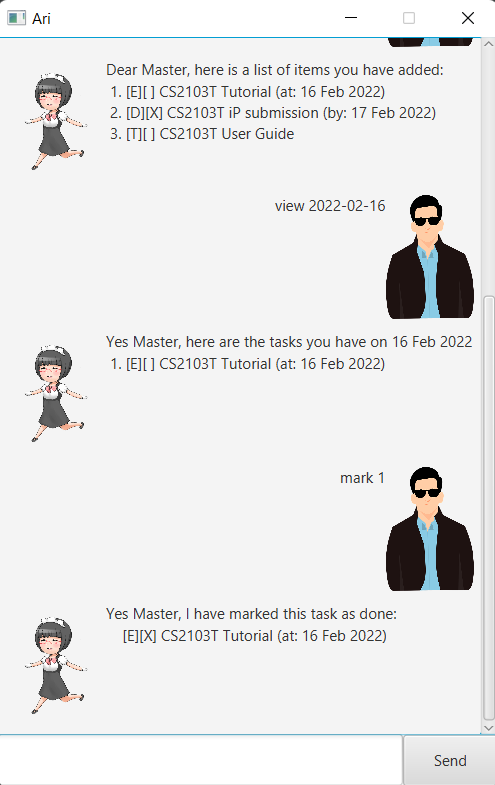 Ari
Dear Master, here is a list of items you have added:
1. [E][ ] CS2103T Tutorial (at: 16 Feb 2022)
2. [D][X] CS2103T iP submission (by: 17 Feb 2022)
3. [T][ ] CS2103T User Guide
view 2022-02-16
Yes Master, here are the tasks you have on 16 Feb 2022
1. [E][ ] CS2103T Tutorial (at: 16 Feb 2022)
mark 1
Yes Master, I have marked this task as done:
[E][X] CS2103T Tutorial (at: 16 Feb 2022)
Send